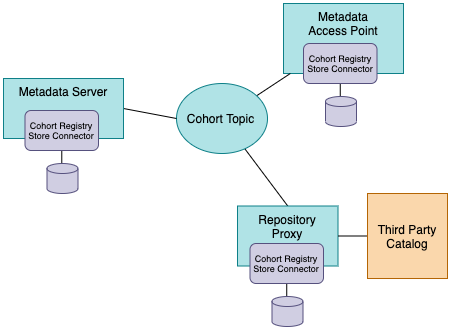 Metadata
Access Point
Cohort Registry
Store Connector
Metadata Server
Cohort Registry
Store Connector
Cohort Topic
Repository
Proxy
Cohort Registry
Store Connector
Third Party
Catalog